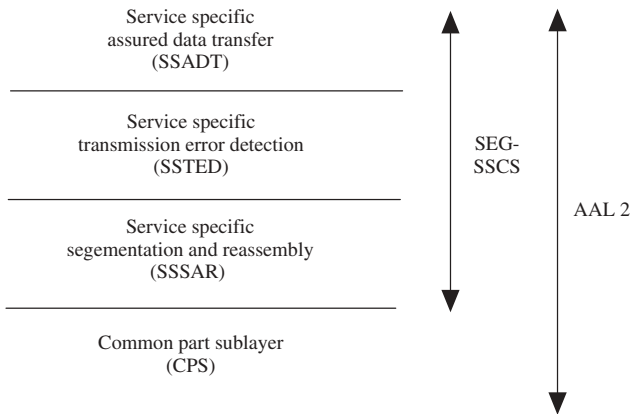 Service specific
assured data transfer
(SSADT)
Service specific
transmission error detection
(SSTED)
Service specific
segementation and reassembly
(SSSAR)
Common part sublayer
(CPS)
SEG-
SSCS
AAL 2